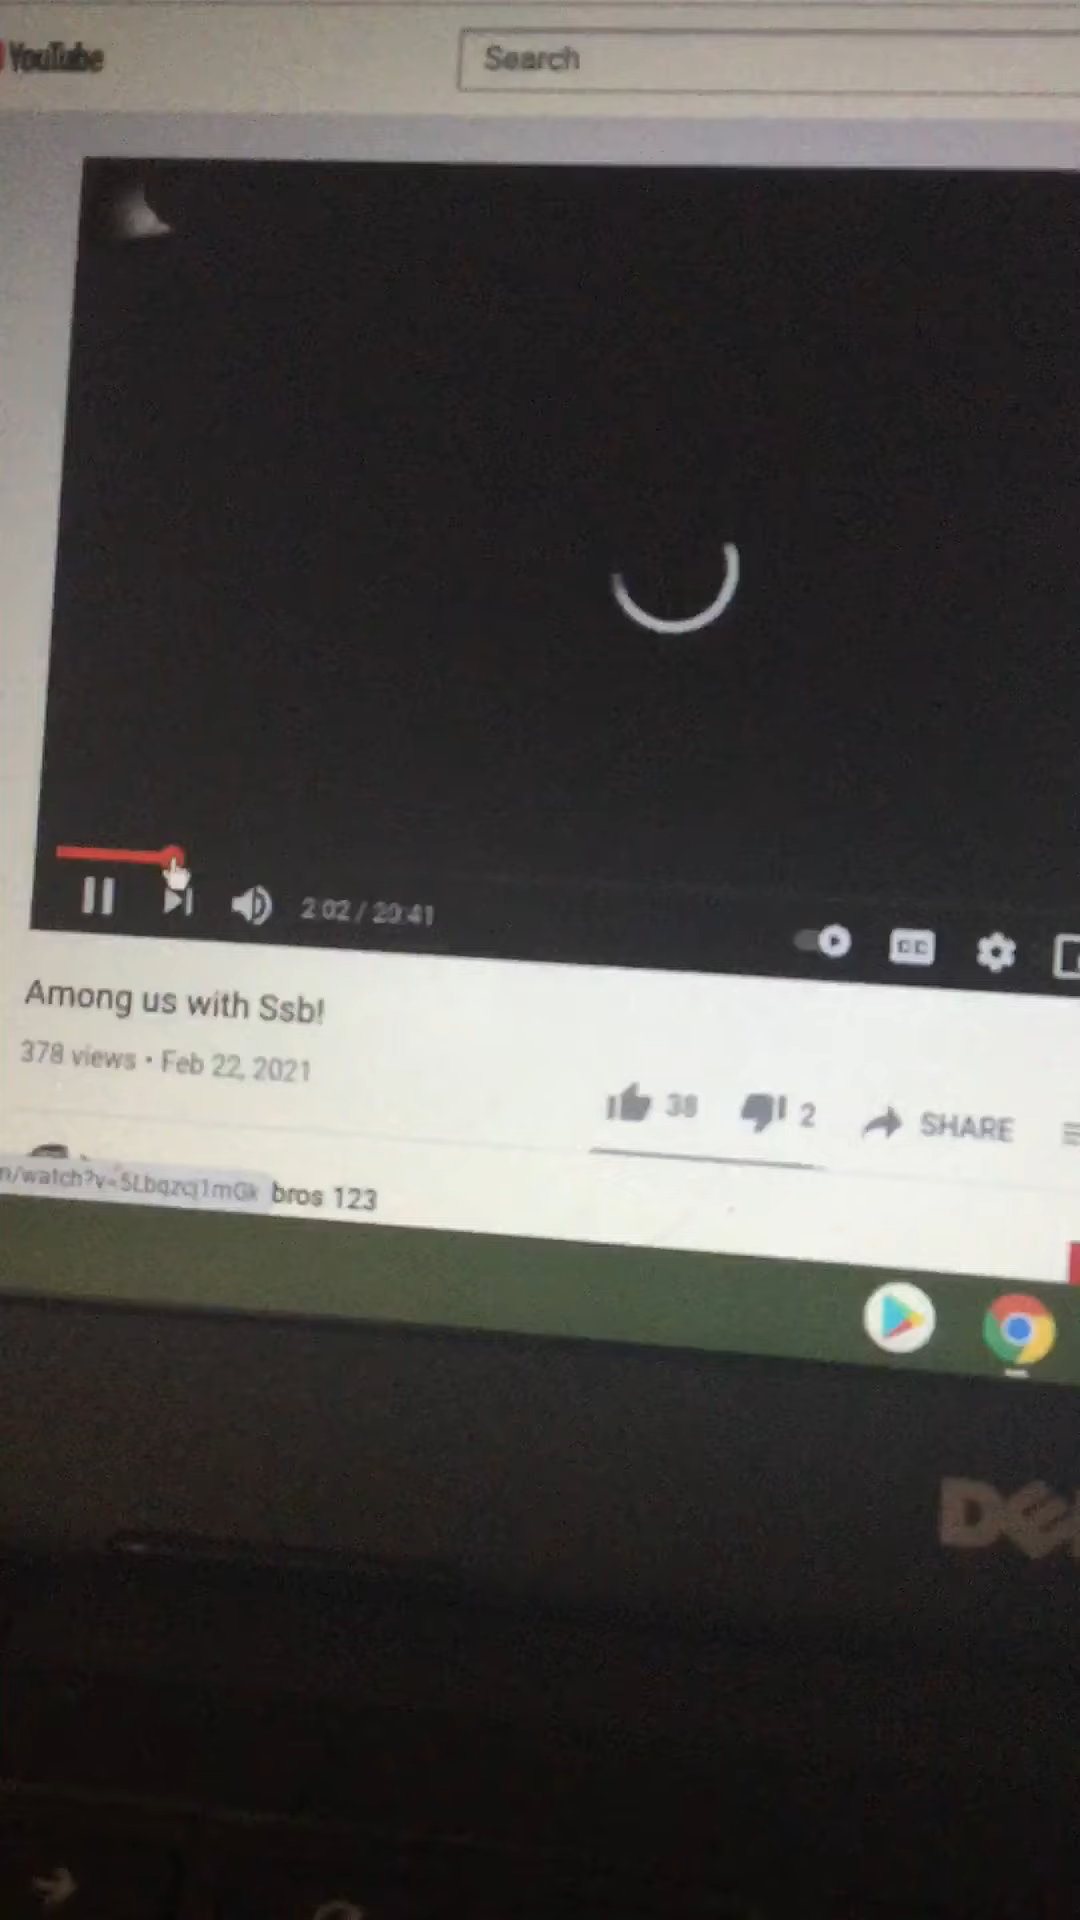 YouTube
Search
2:02 / 20:41
CC
Among us with Ssb!
378 views • Feb 22, 2021
38
2
SHARE
bros 123